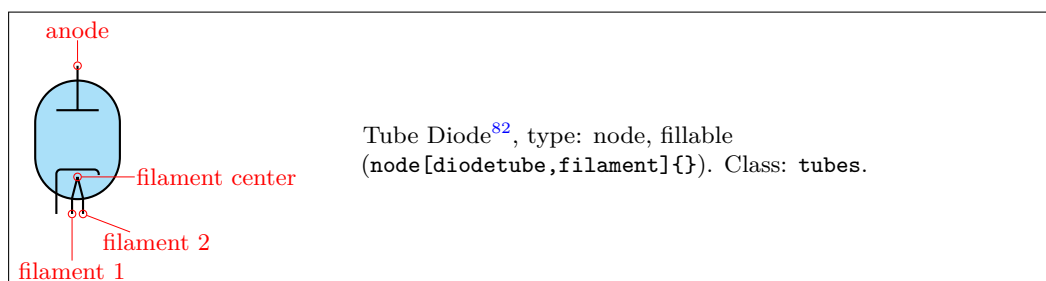 anode
Tube Diode82, type: node, fillable
(node[diodetube,filament]{}). Class: tubes.
filament center
filament 2
filament 1